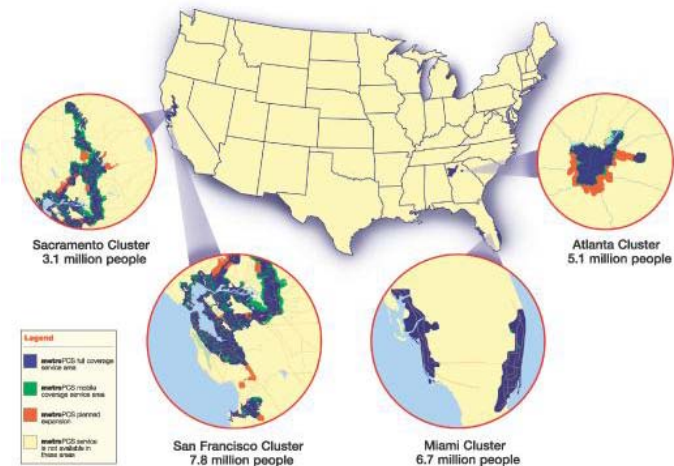 Sacramento Cluster
3.1 million people
Atlanta Cluster
5.1 million people
Legend
metroPCS full coverage
service area
metroPCS mobile
coverage service area
metroPCS planned
expansion
metroPCS service
is not available in
these areas
San Francisco Cluster
7.8 million people
Miami Cluster
6.7 million people